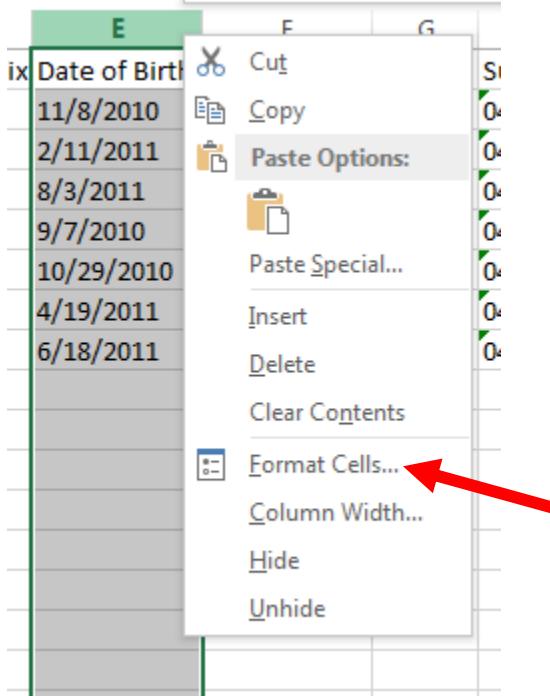 E F G
ix Date of Birth
11/8/2010
2/11/2011
8/3/2011
9/7/2010
10/29/2010
4/19/2011
6/18/2011
Cut
Copy
Paste Options:
Paste Special...
Insert
Delete
Clear Contents
Format Cells...
Column Width...
Hide
Unhide